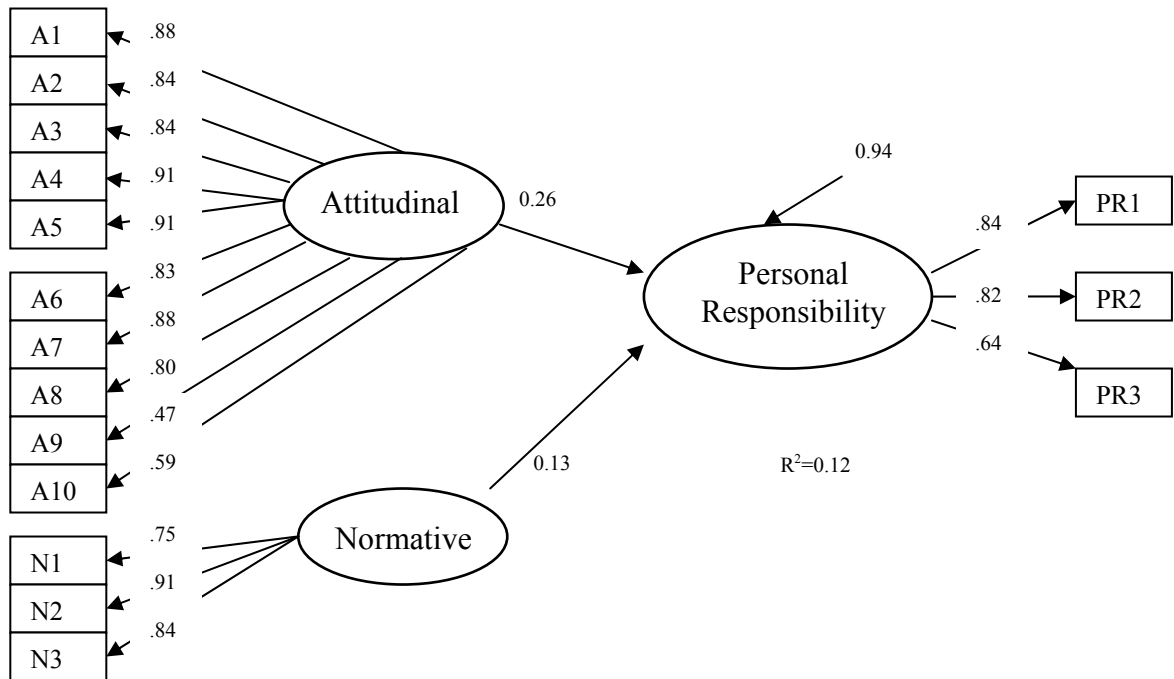 A1
.88
A2
.84
A3
.84
A4
.91
A5
.91
A6
.83
A7
.88
A8
.80
A9
.47
A10
.59
N1
.75
N2
.91
N3
.84
Attitudinal
0.26
Normative
0.13
0.94
Personal
Responsibility
R²=0.12
.84
PR1
.82
PR2
.64
PR3